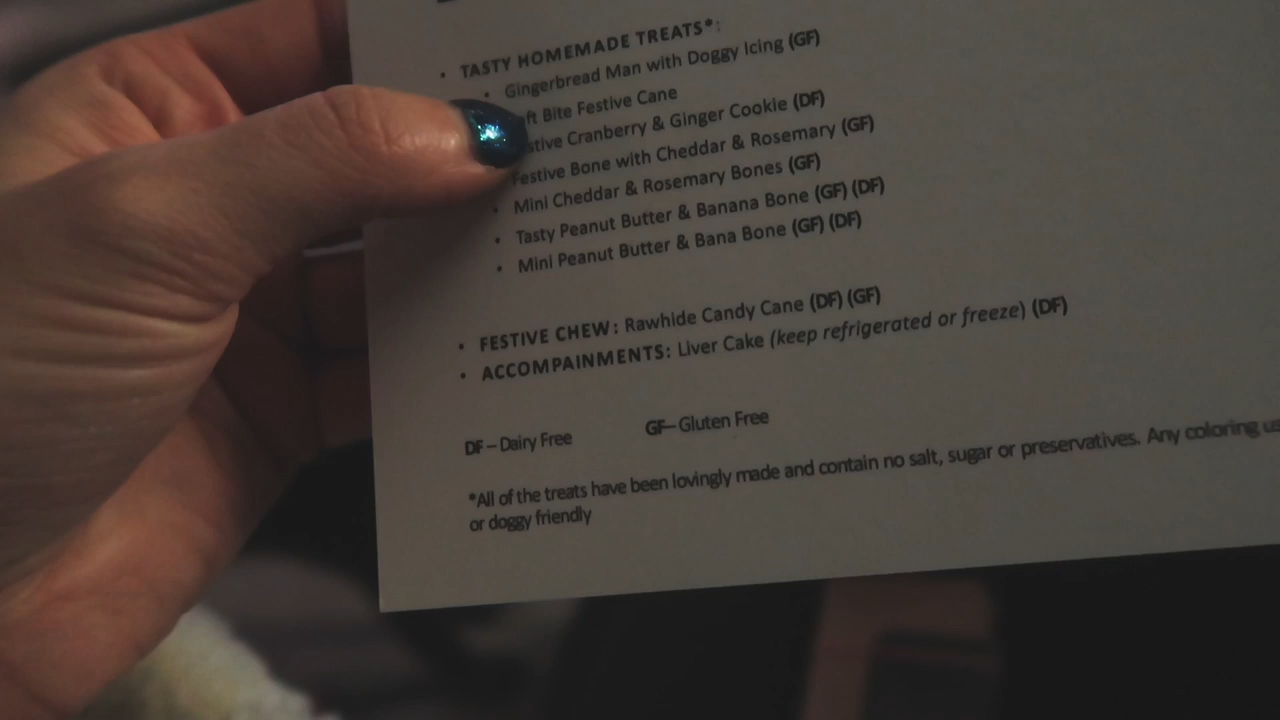 TASTY HOMEMADE TREATS*:
Gingerbread Man with Doggy Icing (GF)
Bite Festive Cane
Cranberry & Ginger Cookie (DF)
Festive Bone with Cheddar & Rosemary (GF)
Mini Cheddar & Rosemary Bones (GF)
Tasty Peanut Butter & Banana Bone (GF) (DF)
Mini Peanut Butter & Bana Bone (GF) (DF)
FESTIVE CHEW: Rawhide Candy Cane (DF) (GF)
ACCOMPAINMENTS: Liver Cake (keep refrigerated or freeze) (DF)
DF – Dairy Free GF – Gluten Free
*All of the treats have been lovingly made and contain no salt, sugar or preservatives. Any coloring
or doggy friendly